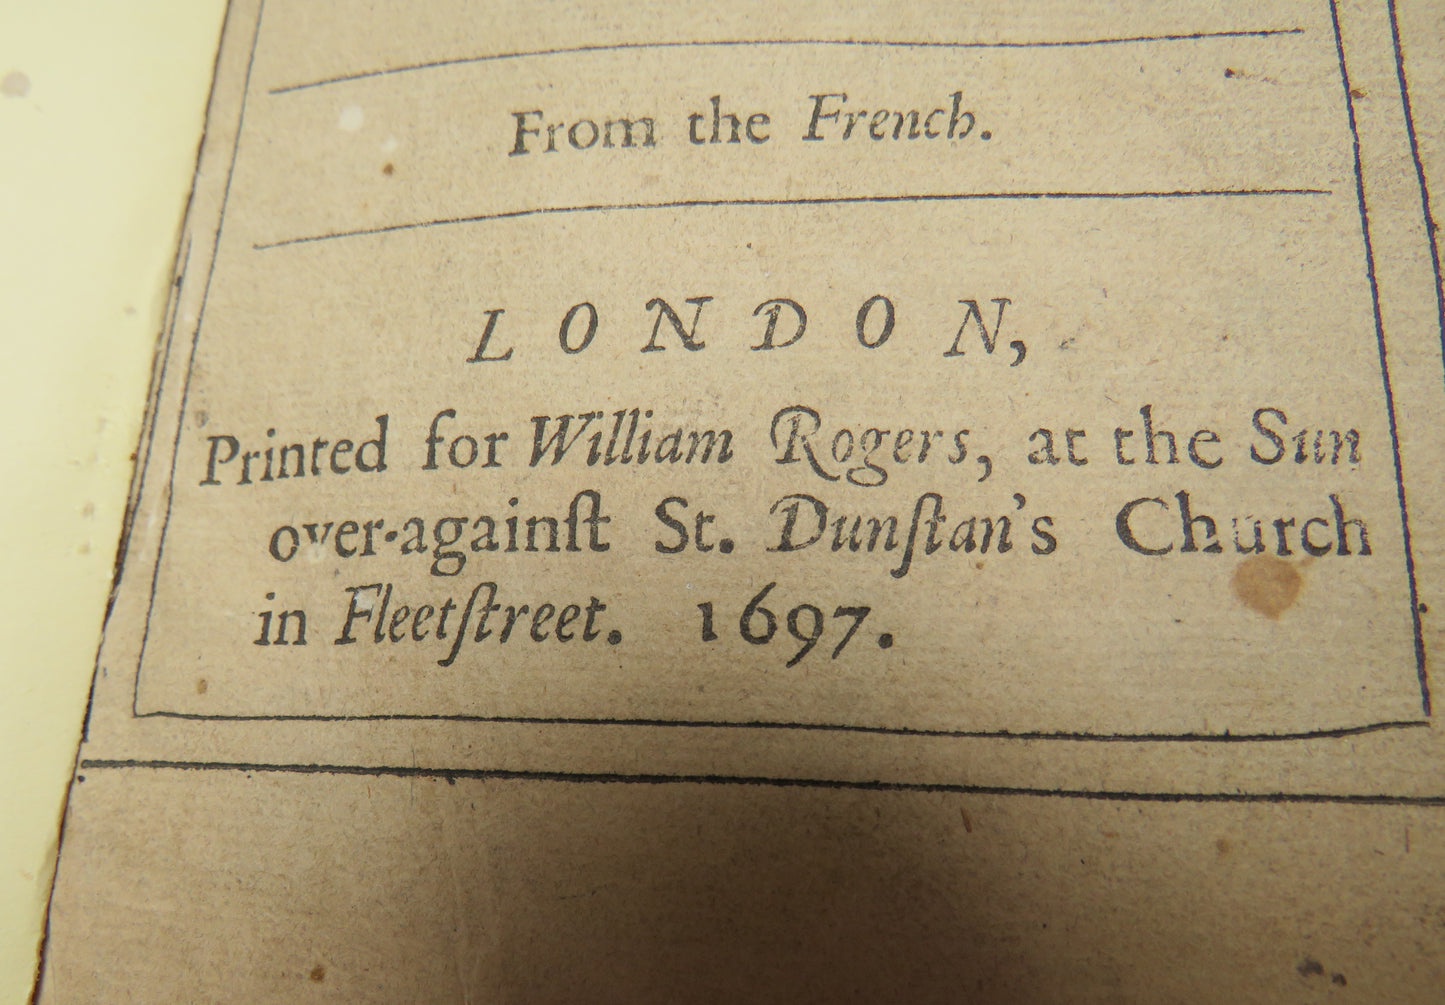 From the French.
LONDON,
Printed for William Rogers, at the Sun
over-againſt St. Dunſtan's Church
in Fleetſtreet. 1697.